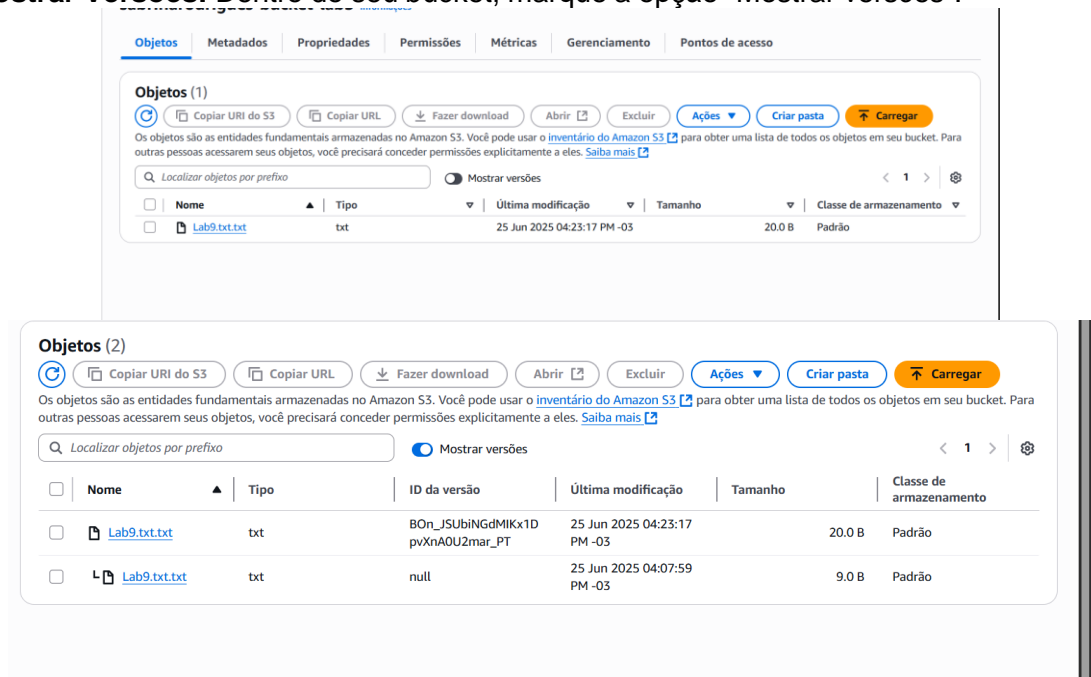 Mostrar Versões: Dentro do seu bucket, marque a opção "Mostrar versões".
Objetos Metadados Propriedades Permissões Métricas Gerenciamento Pontos de acesso
Objetos (1)
Copiar URI do S3 Copiar URL Fazer download Abrir Excluir Ações Criar pasta Carregar
Os objetos são as entidades fundamentais armazenadas no Amazon S3. Você pode usar o inventário do Amazon S3 para obter uma lista de todos os objetos em seu bucket. Para
outras pessoas acessarem seus objetos, você precisará conceder permissões explicitamente a eles. Saiba mais
Localizar objetos por prefixo Mostrar versões 1
Nome Tipo Última modificação Tamanho Classe de armazenamento
Lab9.txt.txt txt 25 Jun 2025 04:23:17 PM -03 20.0 B Padrão
Objetos (2)
Copiar URI do S3 Copiar URL Fazer download Abrir Excluir Ações Criar pasta Carregar
Os objetos são as entidades fundamentais armazenadas no Amazon S3. Você pode usar o inventário do Amazon S3 para obter uma lista de todos os objetos em seu bucket. Para
outras pessoas acessarem seus objetos, você precisará conceder permissões explicitamente a eles. Saiba mais
Localizar objetos por prefixo Mostrar versões 1
Nome Tipo ID da versão Última modificação Tamanho Classe de
armazenamento
Lab9.txt.txt txt BOn_JSUbiNGdMIKx1D 25 Jun 2025 04:23:17 20.0 B Padrão
pvXnA0U2mar_PT PM -03
Lab9.txt.txt txt null 25 Jun 2025 04:07:59 9.0 B Padrão
PM -03